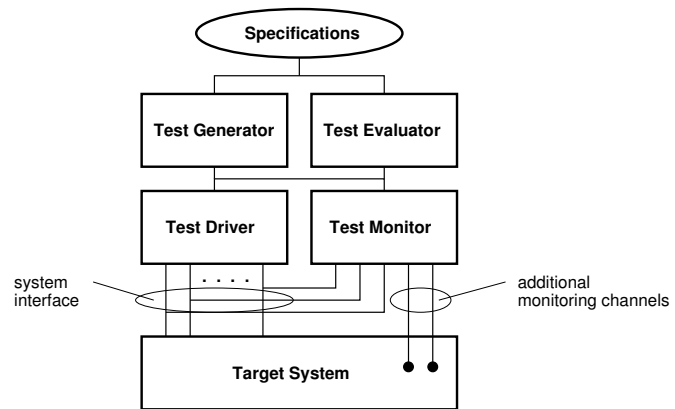 Specifications
Test Generator
Test Evaluator
Test Driver
Test Monitor
. . . .
system
interface
additional
monitoring channels
Target System